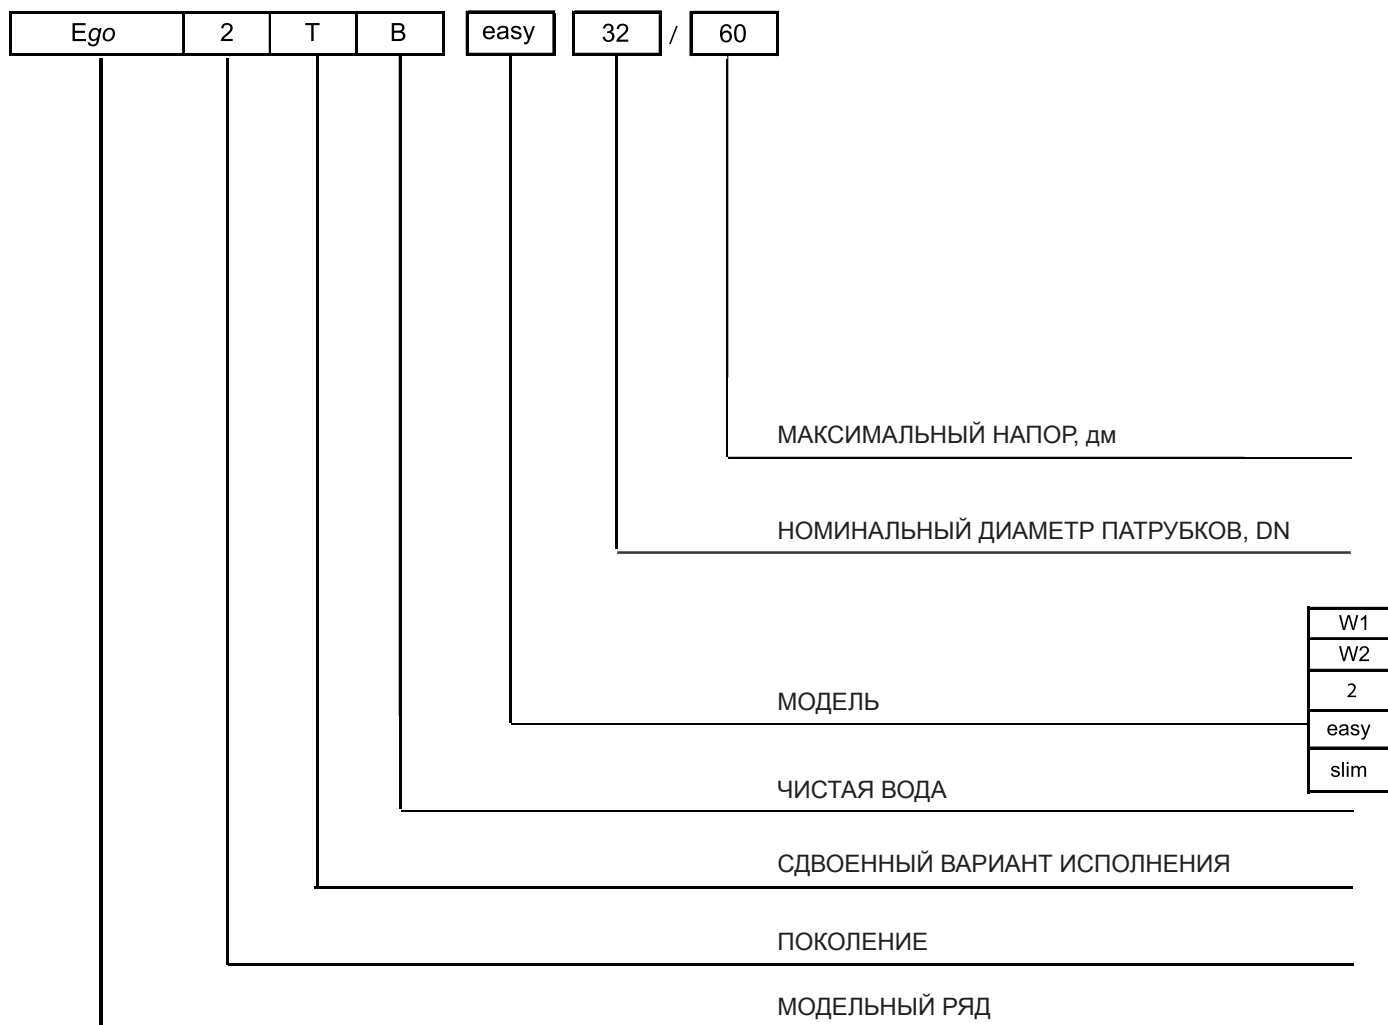 Ego 2 T B easy 32 / 60
МАКСИМАЛЬНЫЙ НАПОР, дм
НОМИНАЛЬНЫЙ ДИАМЕТР ПАТРУБКОВ, DN
W1
W2
2
МОДЕЛЬ
easy
slim
ЧИСТАЯ ВОДА
СДВОЕННЫЙ ВАРИАНТ ИСПОЛНЕНИЯ
ПОКОЛЕНИЕ
МОДЕЛЬНЫЙ РЯД